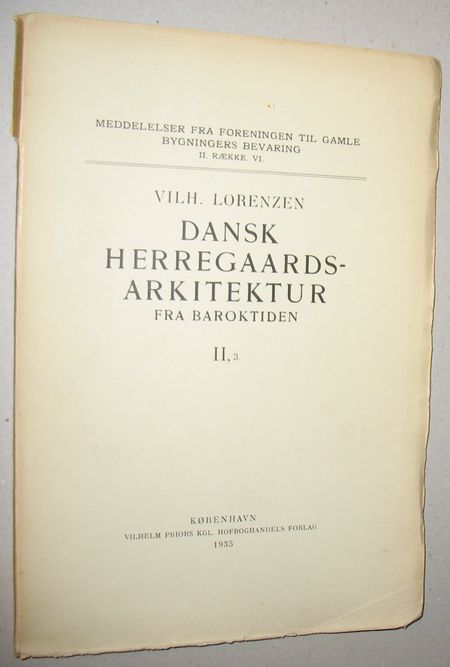 MEDDELELSER FRA FORENINGEN TIL GAMLE
BYGNINGERS BEVARING
II. RÆKKE. VI.
VILH. LORENZEN
DANSK
HERREGAARDS-
ARKITEKTUR
FRA BAROKTIDEN
II,3.
KØBENHAVN
VILHELM PRIORS KGL. HOFBOGHANDELS FORLAG
1935